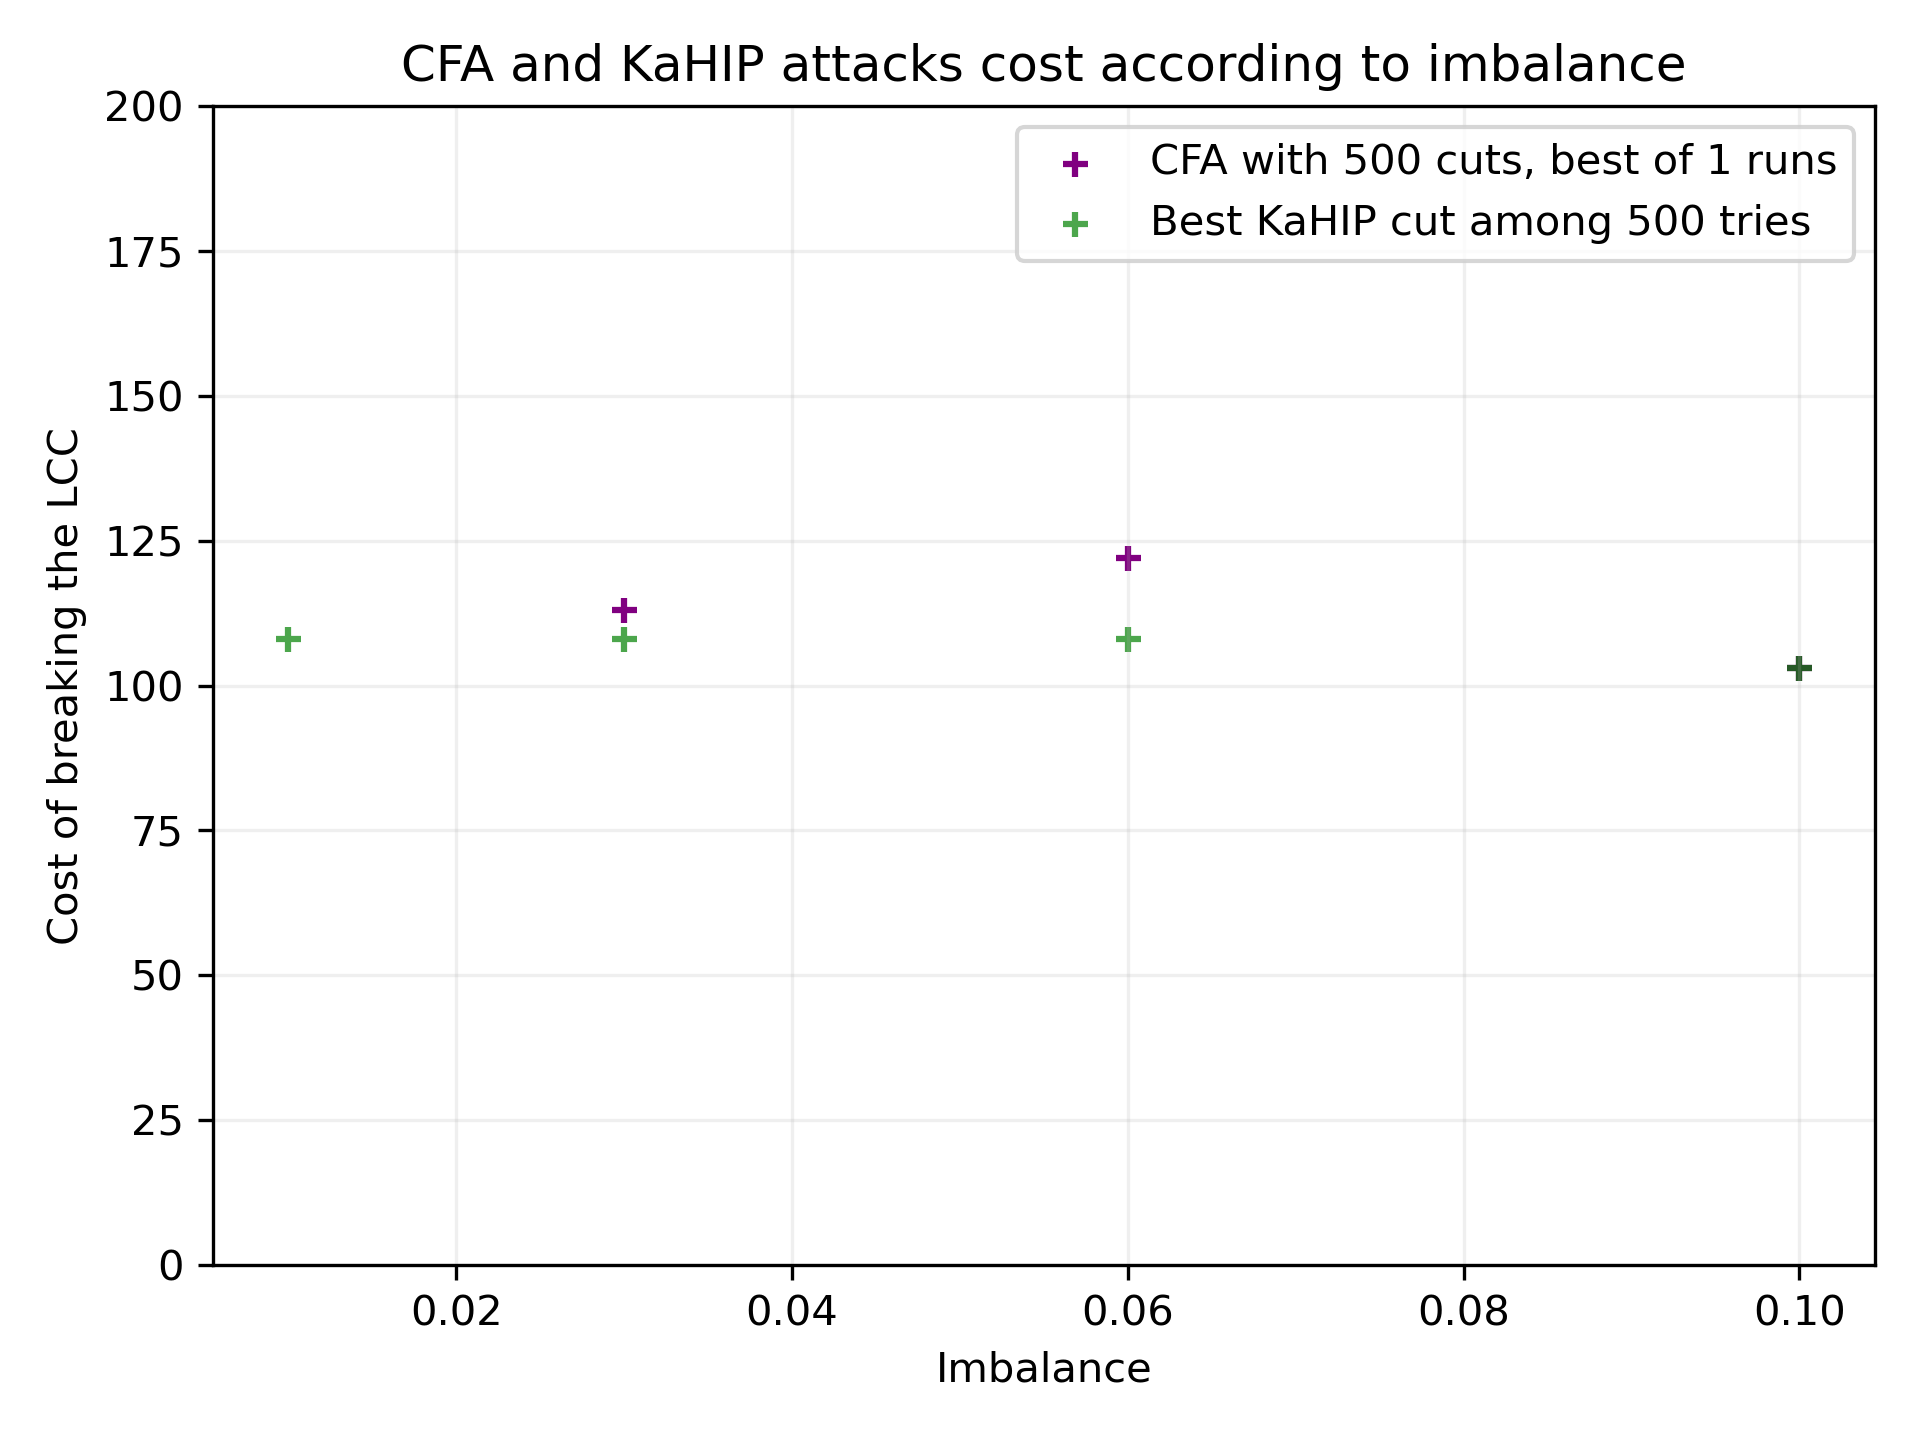 CFA and KaHIP attacks cost according to imbalance
CFA with 500 cuts, best of 1 runs
Best KaHIP cut among 500 tries
Cost of breaking the LCC
200
175
150
125
100
75
50
25
0
0.02 0.04 0.06 0.08 0.10
Imbalance